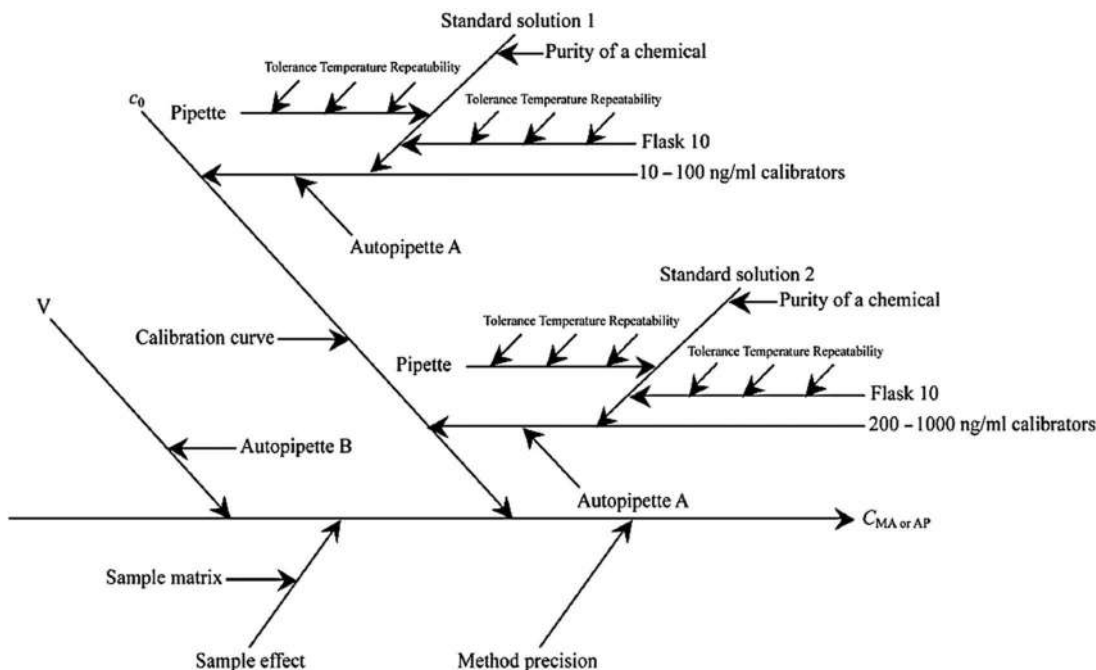 Standard solution 1
Purity of a chemical
Tolerance Temperature Repeatability
c0
Pipette
Tolerance Temperature Repeatability
Flask 10
10 – 100 ng/ml calibrators
Autopipette A
Standard solution 2
Purity of a chemical
V
Tolerance Temperature Repeatability
Calibration curve
Pipette
Tolerance Temperature Repeatability
Flask 10
200 – 1000 ng/ml calibrators
Autopipette B
Autopipette A
CMA or AP
Sample matrix
Sample effect
Method precision